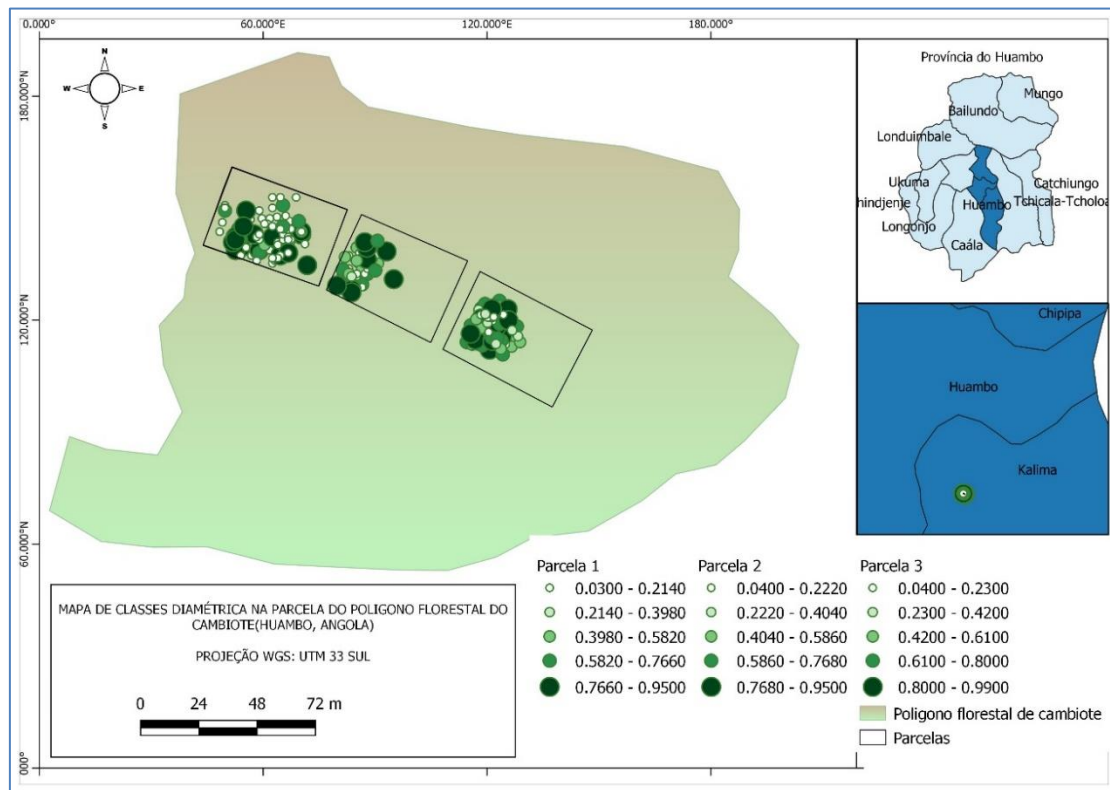 0.000°
60.000°E
120.000°E
180.000°
180.000°N
120.000°N
60.000°N
000°
N
W
E
S
Província do Huambo
Mungo
Bailundo
Londuimbale
Ukuma
Catchiungo
hindjenje
Huambo
Tchicala-Tcholoa
Longonjo
Caála
Chipipa
Huambo
Kalima
MAPA DE CLASSES DIAMÉTRICA NA PARCELA DO POLIGONO FLORESTAL DO
CAMBIOTE(HUAMBO, ANGOLA)
PROJEÇÃO WGS: UTM 33 SUL
0 24 48 72 m
Parcela 1
0.0300 - 0.2140
0.2140 - 0.3980
0.3980 - 0.5820
0.5820 - 0.7660
0.7660 - 0.9500
Parcela 2
0.0400 - 0.2220
0.2220 - 0.4040
0.4040 - 0.5860
0.5860 - 0.7680
0.7680 - 0.9500
Parcela 3
0.0400 - 0.2300
0.2300 - 0.4200
0.4200 - 0.6100
0.6100 - 0.8000
0.8000 - 0.9900
Poligono florestal de cambiote
Parcelas